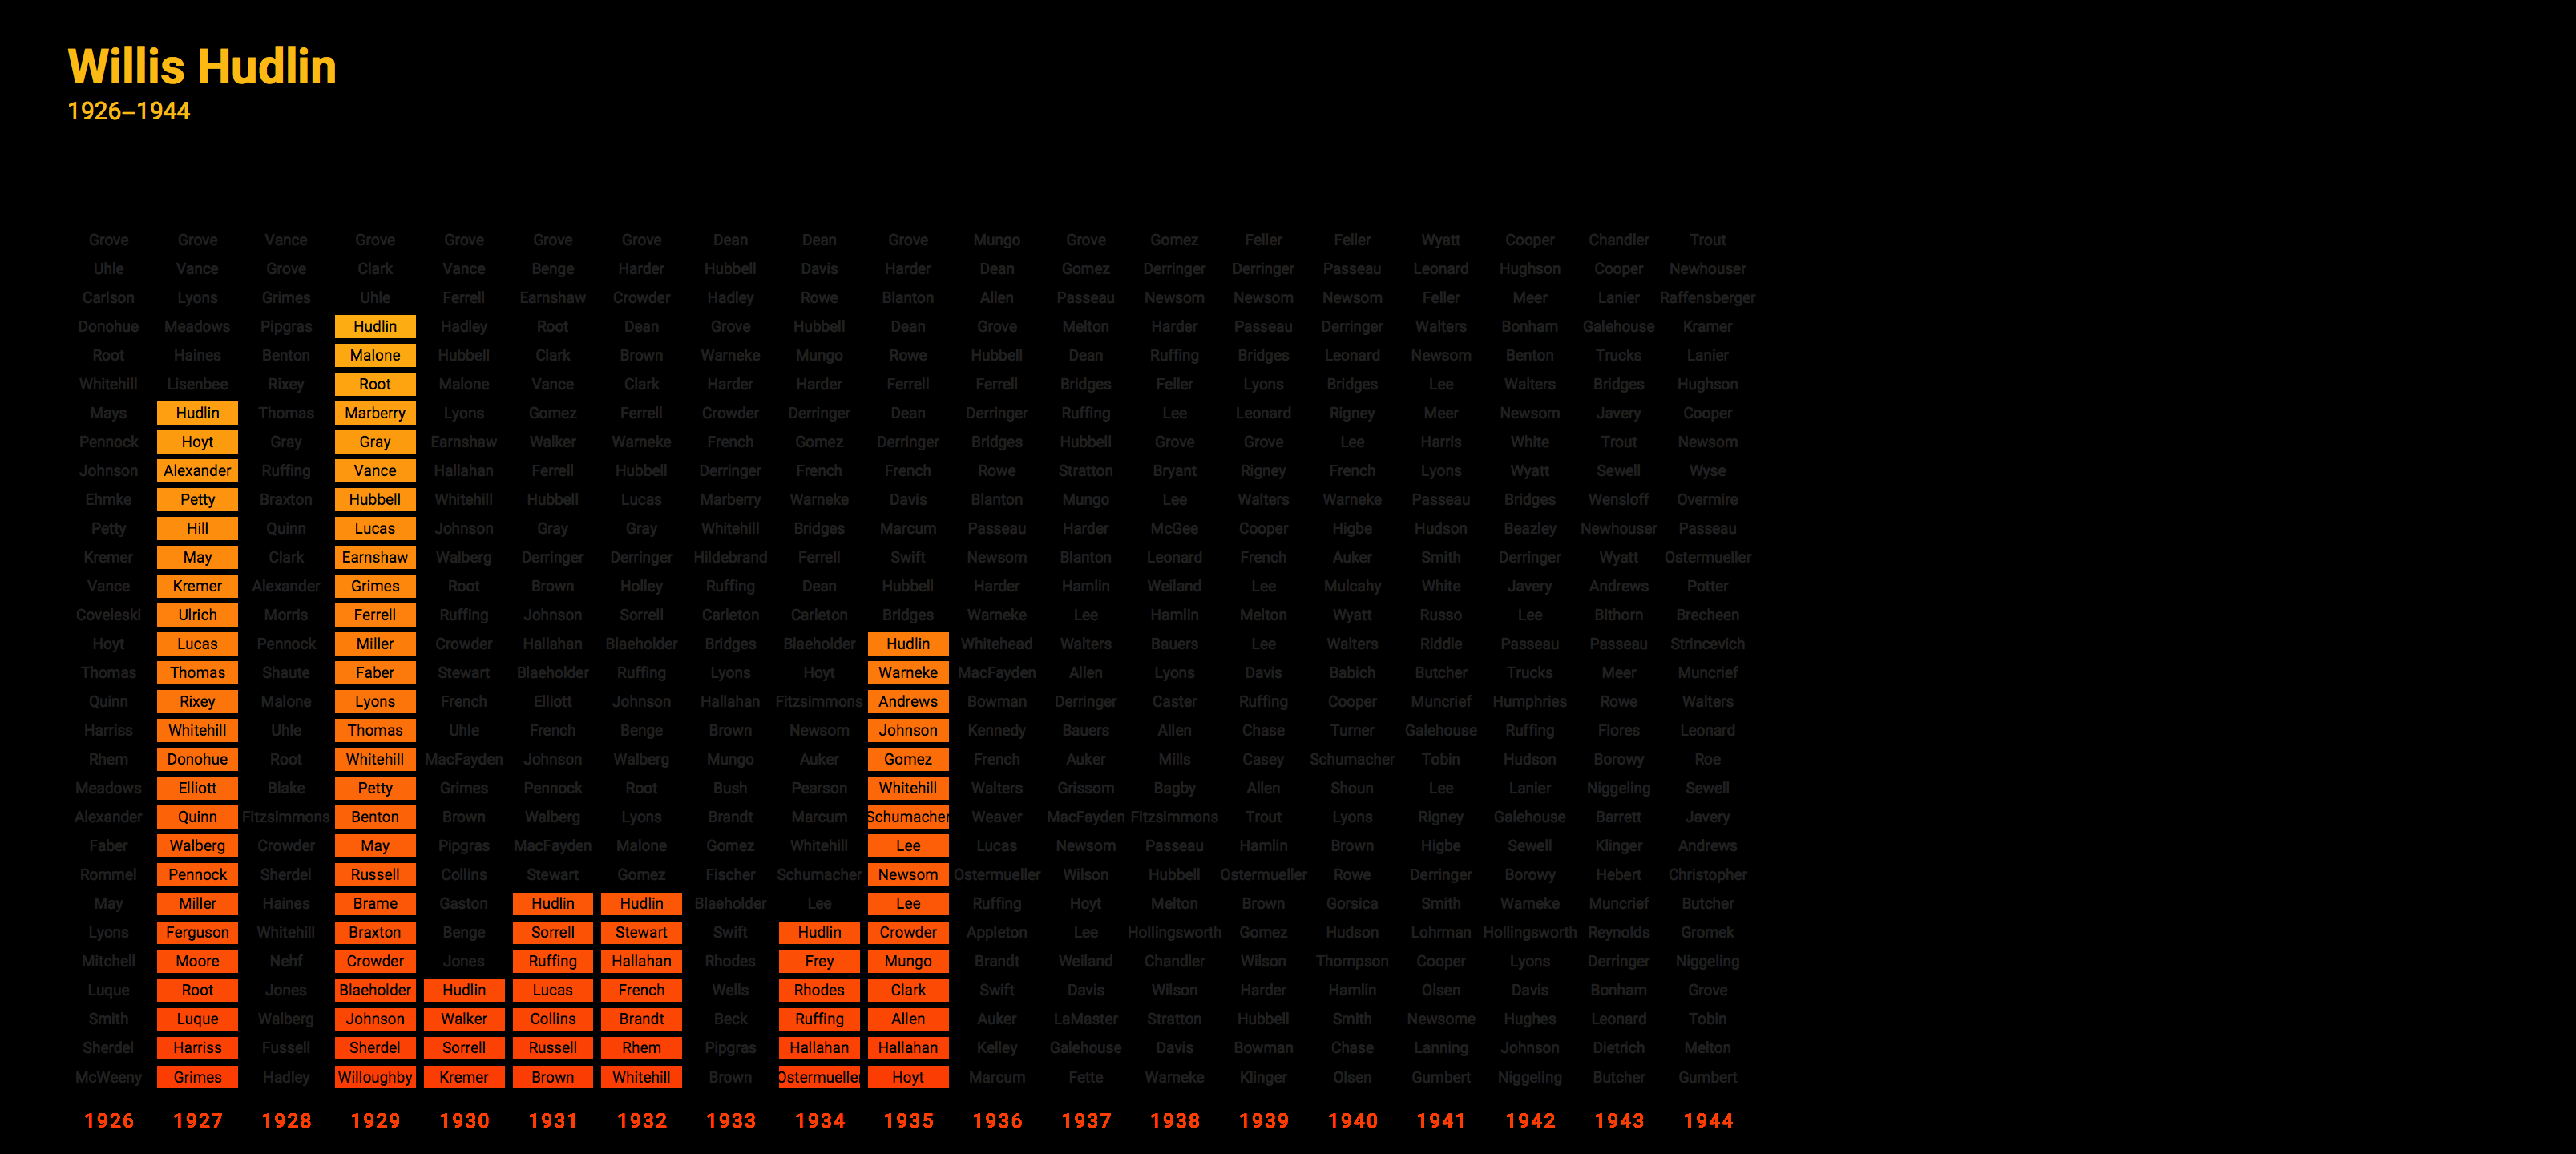 Willis Hudlin
1926–1944
Grove Grove Vance Grove Grove Grove Grove Dean Dean Grove Mungo Grove Gomez Feller Feller Wyatt Cooper Chandler Trout
Uhle Vance Grove Clark Vance Benge Harder Hubbell Davis Harder Dean Gomez Derringer Derringer Passeau Leonard Hughson Cooper Newhouser
Carlson Lyons Grimes Uhle Ferrell Earnshaw Crowder Hadley Rowe Blanton Allen Passeau Newsom Newsom Newsom Feller Meer Lanier Raffensberger
Donohue Meadows Pipgras Hudlin Hadley Root Dean Grove Hubbell Dean Grove Melton Harder Passeau Derringer Walters Bonham Galehouse Kramer
Root Haines Benton Malone Hubbell Clark Brown Warneke Mungo Rowe Hubbell Dean Ruffing Bridges Leonard Newsom Benton Trucks Lanier
Whitehill Lisenbee Rixey Root Malone Vance Clark Harder Harder Ferrell Ferrell Bridges Feller Lyons Bridges Lee Walters Bridges Hughson
Mays Hudlin Thomas Marberry Lyons Gomez Ferrell Crowder Derringer Dean Derringer Ruffing Lee Leonard Rigney Meer Newsom Javery Cooper
Pennock Hoyt Gray Gray Earnshaw Walker Warneke French Gomez Derringer Bridges Hubbell Grove Grove Lee Harris White Trout Newsom
Johnson Alexander Ruffing Vance Hallahan Ferrell Hubbell Derringer French French Rowe Stratton Bryant Rigney French Lyons Wyatt Sewell Wyse
Ehmke Petty Braxton Hubbell Whitehill Hubbell Lucas Marberry Warneke Davis Blanton Mungo Lee Walters Warneke Passeau Bridges Wensloff Overmire
Petty Hill Quinn Lucas Johnson Gray Gray Whitehill Bridges Marcum Passeau Harder McGee Cooper Higbe Hudson Beazley Newhouser Passeau
Kremer May Clark Earnshaw Walberg Derringer Derringer Hildebrand Ferrell Swift Newsom Blanton Leonard French Auker Smith Derringer Wyatt Ostermueller
Vance Kremer Alexander Grimes Root Brown Holley Ruffing Dean Hubbell Harder Hamlin Weiland Lee Mulcahy White Javery Andrews Potter
Coveleski Ulrich Morris Ferrell Ruffing Johnson Sorrell Carleton Carleton Bridges Warneke Lee Hamlin Melton Wyatt Russo Lee Bithorn Brecheen
Hoyt Lucas Pennock Miller Crowder Hallahan Blaeholder Bridges Blaeholder Hudlin Whitehead Walters Bauers Lee Walters Riddle Passeau Passeau Strincevich
Thomas Thomas Shaute Faber Stewart Blaeholder Ruffing Lyons Hoyt Warneke MacFayden Allen Lyons Davis Babich Butcher Trucks Meer Muncrief
Quinn Rixey Malone Lyons French Elliott Johnson Hallahan Fitzsimmons Andrews Bowman Derringer Caster Ruffing Cooper Muncrief Humphries Rowe Walters
Harriss Whitehill Uhle Thomas Uhle French Benge Brown Newsom Johnson Kennedy Bauers Allen Chase Turner Galehouse Ruffing Flores Leonard
Rhem Donohue Root Whitehill MacFayden Johnson Walberg Mungo Auker Gomez French Auker Mills Casey Schumacher Tobin Hudson Borowy Roe
Meadows Elliott Blake Petty Grimes Pennock Root Bush Pearson Whitehill Walters Grissom Bagby Allen Shoun Lee Lanier Niggeling Sewell
Alexander Quinn Fitzsimmons Benton Brown Walberg Lyons Brandt Marcum Schumacher Weaver MacFayden Fitzsimmons Trout Lyons Rigney Galehouse Barrett Javery
Faber Walberg Crowder May Pipgras MacFayden Malone Gomez Whitehill Lee Lucas Newsom Passeau Hamlin Brown Higbe Sewell Klinger Andrews
Rommel Pennock Sherdel Russell Collins Stewart Gomez Fischer Schumacher Newsom Ostermueller Wilson Hubbell Ostermueller Rowe Derringer Borowy Hebert Christopher
May Miller Haines Brame Gaston Hudlin Hudlin Blaeholder Lee Lee Ruffing Hoyt Melton Brown Gorsica Smith Warneke Muncrief Butcher
Lyons Ferguson Whitehill Braxton Benge Sorrell Stewart Swift Hudlin Crowder Appleton Lee Hollingsworth Gomez Hudson Lohrman Hollingsworth Reynolds Gromek
Mitchell Moore Nehf Crowder Jones Ruffing Hallahan Rhodes Frey Mungo Brandt Weiland Chandler Wilson Thompson Cooper Lyons Derringer Niggeling
Luque Root Jones Blaeholder Hudlin Lucas French Wells Rhodes Clark Swift Davis Wilson Harder Hamlin Olsen Davis Bonham Grove
Smith Luque Walberg Johnson Walker Collins Brandt Beck Ruffing Allen Auker LaMaster Stratton Hubbell Smith Newsome Hughes Leonard Tobin
Sherdel Harriss Fussell Sherdel Sorrell Russell Rhem Pipgras Hallahan Hallahan Kelley Galehouse Davis Bowman Chase Lanning Johnson Dietrich Melton
McWeeny Grimes Hadley Willoughby Kremer Brown Whitehill Brown Ostermueller Hoyt Marcum Fette Warneke Klinger Olsen Gumbert Niggeling Butcher Gumbert
1926 1927 1928 1929 1930 1931 1932 1933 1934 1935 1936 1937 1938 1939 1940 1941 1942 1943 1944